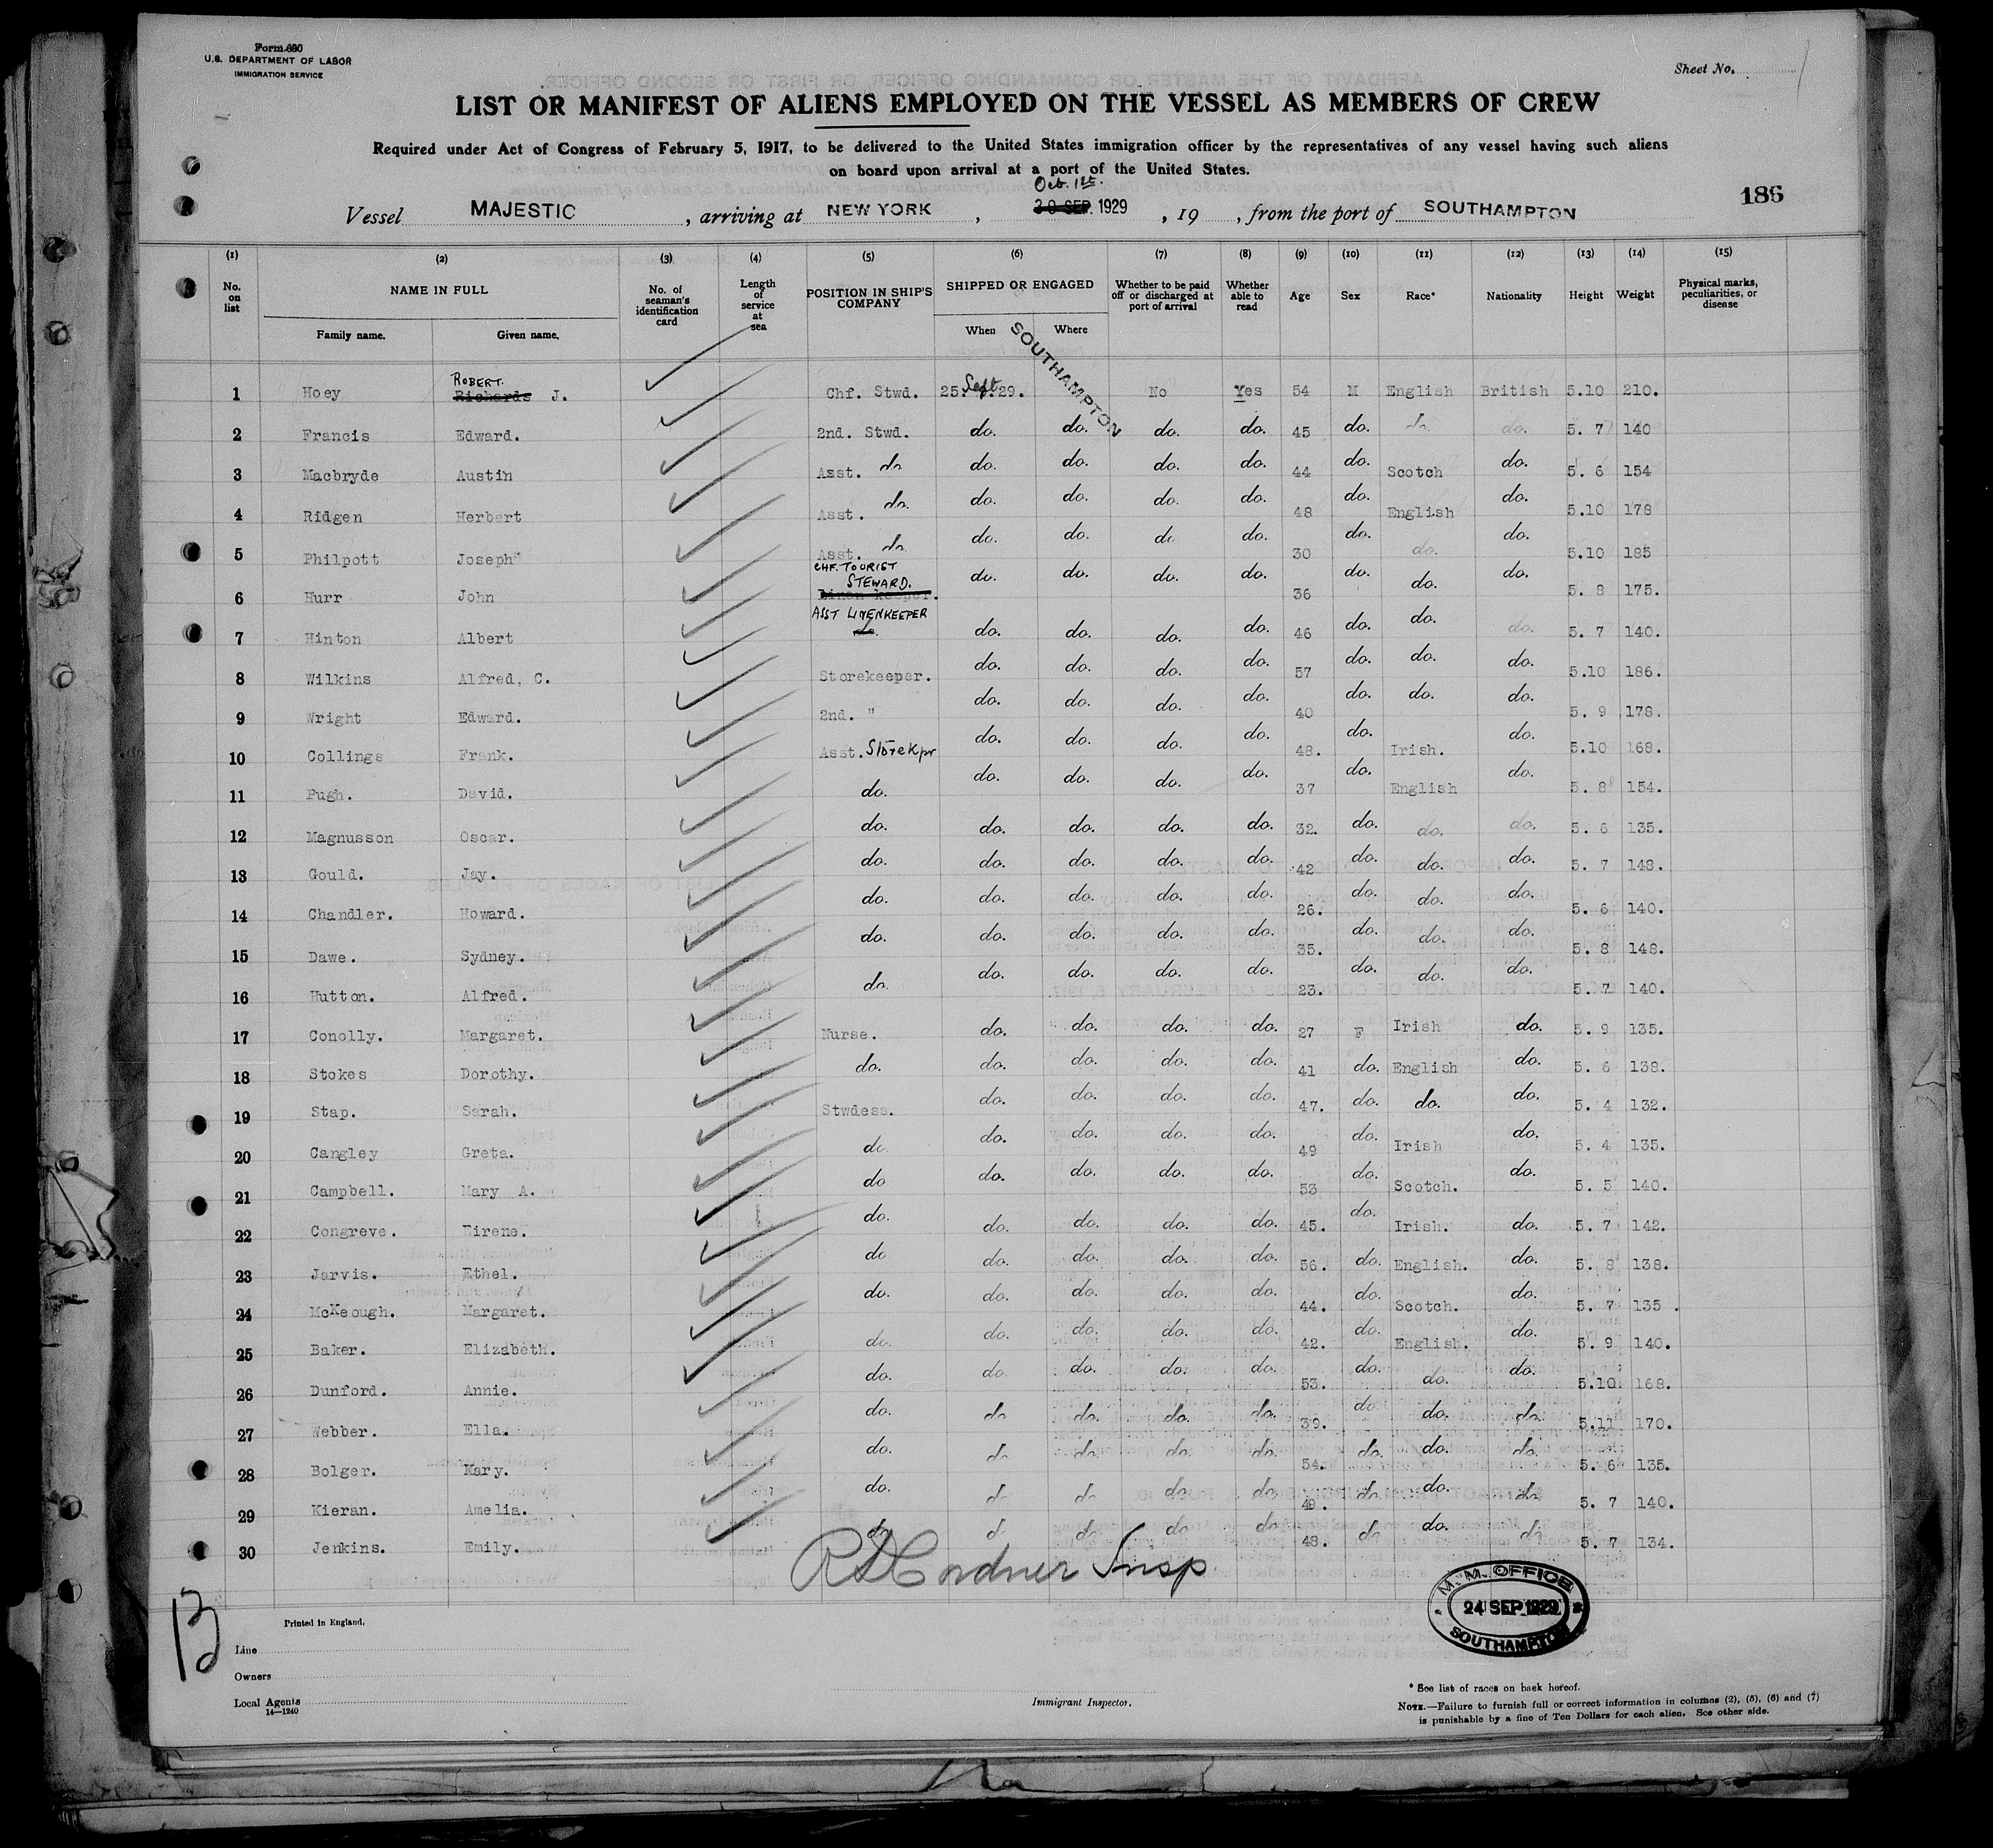 Form 680
U.S. DEPARTMENT OF LABOR
IMMIGRATION SERVICE
Sheet No.
LIST OR MANIFEST OF ALIENS EMPLOYED ON THE VESSEL AS MEMBERS OF CREW
Required under Act of Congress of February 5, 1917, to be delivered to the United States immigration officer by the representatives of any vessel having such aliens
on board upon arrival at a port of the United States.
Oct. 1st.
186
Vessel MAJESTIC, arriving at NEW YORK, 30 SEP. 1929, 19 , from the port of SOUTHAMPTON
(1) (2) (3) (4) (5) (6) (7) (8) (9) (10) (11) (12) (13) (14) (15)
No. on list NAME IN FULL Family name. Given name. No. of seaman's identification card Length of service at sea POSITION IN SHIP'S COMPANY SHIPPED OR ENGAGED When Where Whether to be paid off or discharged at port of arrival Whether able to read Age Sex Race* Nationality Height Weight Physical marks, peculiarities, or disease
SOUTHAMPTON
ROBERT.
1 Hoey Richards J. Chf. Stwd. 25. Sept. 29. No Yes 54 M English British 5.10 210.
2 Francis Edward. 2nd. Stwd. do. do. do. do. 45 do. do. do. 5. 7 140
3 Macbryde Austin Asst. do do. do. do. do. 44 do. Scotch do. 5. 6 154
4 Ridgen Herbert Asst. do. do. do. do. do. 48 do. English do. 5.10 178
5 Philpott Joseph Asst. do do. do. do do. 30 do. do. do. 5.10 185
CHF. TOURIST
STEWARD.
6 Hurr John Linen keeper. do. do. do. do. 36 do. do. do. 5. 8 175.
ASST LINENKEEPER
7 Hinton Albert do. do. do. do. do. 46 do. do. do. 5. 7 140.
8 Wilkins Alfred, C. Storekeeper. do. do. do. do. 57 do. do. do. 5.10 186.
9 Wright Edward. 2nd. " do. do. do. do. 40 do. do. do. 5. 9 178.
10 Collings Frank. Asst. Storekpr do. do. do. do. 48. do. Irish. do. 5.10 168.
11 Pugh. David. do. do. do. do. do. 37 do. English do. 5. 8 154.
12 Magnusson Oscar. do. do. do. do. do. 32. do. do. do. 5. 6 135.
13 Gould. Jay. do. do. do. do. do. 42 do. do. do. 5. 7 148.
14 Chandler. Howard. do. do. do. do. do. 26. do. do. do. 5. 6 140.
15 Dawe. Sydney. do. do. do. do. do. 35. do. do. do. 5. 8 148.
16 Hutton. Alfred. do. do. do. do. do. 23. do. do. do. 5. 7 140.
17 Conolly. Margaret. Nurse. do. do. do. do. 27 F Irish do. 5. 9 135.
18 Stokes Dorothy. do. do. do. do. do. 41 do. English do. 5. 6 138.
19 Stap. Sarah. Stwdess. do. do. do. do. 47. do. do. do. 5. 4 132.
20 Cangley Greta. do. do. do. do. do. 49 do. Irish do. 5. 4 135.
21 Campbell. Mary A. do do. do. do. do. 53 do. Scotch. do. 5. 5 140.
22 Congreve. Eirene. do. do. do. do. do. 45. do. Irish. do. 5. 7 142.
23 Jarvis. Ethel. do do. do. do. do. 56. do. English. do. 5. 8 138.
24 McKeough. Margaret. do. do. do. do. do. 44. do. Scotch. do. 5. 7 135.
25 Baker. Elizabeth. do. do. do. do. do. 42. do. English. do. 5. 9 140.
26 Dunford. Annie. do. do. do. do. do. 53. do. do. do. 5.10 168.
27 Webber. Ella. do. do do. do. do. 39. do. do. do. 5.11 170.
28 Bolger. Mary. do. do do. do. do. 54. do. do. do. 5. 6 135.
29 Kieran. Amelia. do. do do do do. 49. do. do. do. 5. 7 140.
30 Jenkins. Emily. do do do do do 48. do do. do 5. 7 134.
Cordner Insp
M. M. OFFICE
24 SEP 1929
SOUTHAMPTON
13
Printed in England.
Line
Owners
Local Agents
14—1240
Immigrant Inspector.
* See list of races on back hereof.
NOTE.—Failure to furnish full or correct information in columns (2), (5), (6) and (7)
is punishable by a fine of Ten Dollars for each alien. See other side.